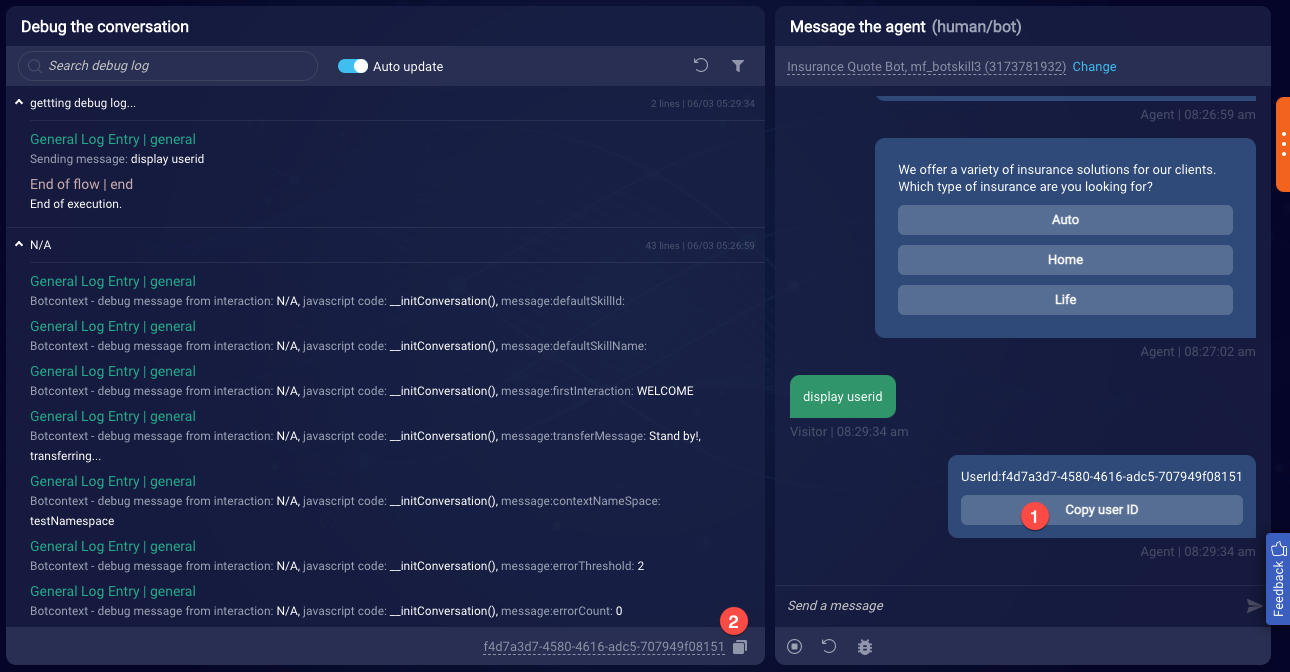 Debug the conversation
Search debug log
Auto update
gettting debug log...
2 lines | 06/03 05:29:34
General Log Entry | general
Sending message: display userid
End of flow | end
End of execution.
N/A
43 lines | 06/03 05:26:59
General Log Entry | general
Botcontext - debug message from interaction: N/A, javascript code: __initConversation(), message:defaultSkillId:
General Log Entry | general
Botcontext - debug message from interaction: N/A, javascript code: __initConversation(), message:defaultSkillName:
General Log Entry | general
Botcontext - debug message from interaction: N/A, javascript code: __initConversation(), message:firstInteraction: WELCOME
General Log Entry | general
Botcontext - debug message from interaction: N/A, javascript code: __initConversation(), message:transferMessage: Stand by!,
transferring...
General Log Entry | general
Botcontext - debug message from interaction: N/A, javascript code: __initConversation(), message:contextNameSpace:
testNamespace
General Log Entry | general
Botcontext - debug message from interaction: N/A, javascript code: __initConversation(), message:errorThreshold: 2
General Log Entry | general
Botcontext - debug message from interaction: N/A, javascript code: __initConversation(), message:errorCount: 0
2
f4d7a3d7-4580-4616-adc5-707949f08151
Message the agent (human/bot)
Insurance Quote Bot, mf_botskill3 (3173781932) Change
Agent | 08:26:59 am
We offer a variety of insurance solutions for our clients.
Which type of insurance are you looking for?
Auto
Home
Life
Agent | 08:27:02 am
display userid
Visitor | 08:29:34 am
UserId:f4d7a3d7-4580-4616-adc5-707949f08151
1
Copy user ID
Agent | 08:29:34 am
Send a message
Feedback